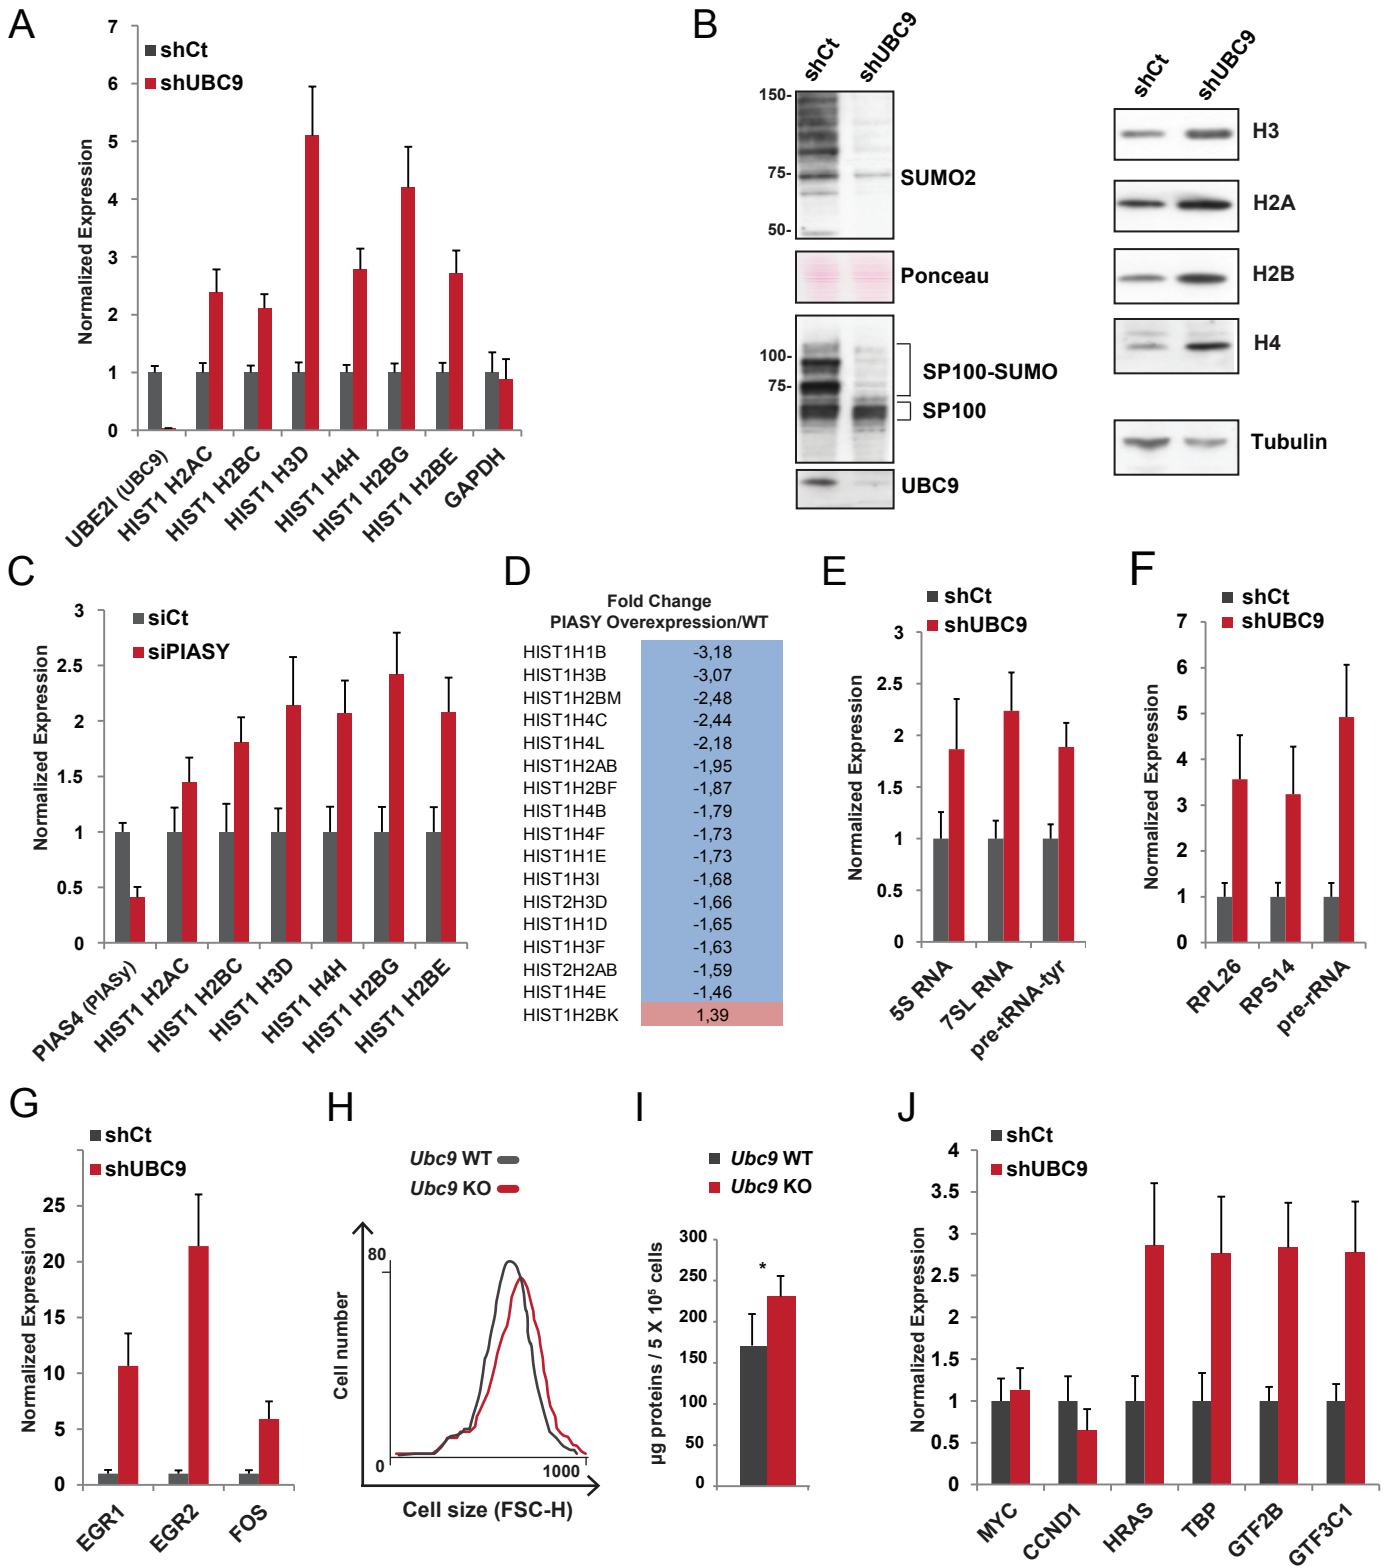 A
shCt
shUBC9
Normalized Expression
7
6
5
4
3
2
1
0
UBE2I (UBC9)
HIST1 H2AC
HIST1 H2BC
HIST1 H3D
HIST1 H4H
HIST1 H2BG
HIST1 H2BE
GAPDH
B
shCt
shUBC9
150-
75-
50-
SUMO2
Ponceau
100-
75-
SP100-SUMO
SP100
UBC9
shCt
shUBC9
H3
H2A
H2B
H4
Tubulin
C
siCt
siPIASY
Normalized Expression
3
2.5
2
1.5
1
0.5
0
PIAS4 (PIASy)
HIST1 H2AC
HIST1 H2BC
HIST1 H3D
HIST1 H4H
HIST1 H2BG
HIST1 H2BE
D
Fold Change
PIASY Overexpression/WT
HIST1H1B -3,18
HIST1H3B -3,07
HIST1H2BM -2,48
HIST1H4C -2,44
HIST1H4L -2,18
HIST1H2AB -1,95
HIST1H2BF -1,87
HIST1H4B -1,79
HIST1H4F -1,73
HIST1H1E -1,73
HIST1H3I -1,68
HIST2H3D -1,66
HIST1H1D -1,65
HIST1H3F -1,63
HIST2H2AB -1,59
HIST1H4E -1,46
HIST1H2BK 1,39
E
shCt
shUBC9
Normalized Expression
3
2.5
2
1.5
1
0.5
0
5S RNA
7SL RNA
pre-tRNA-tyr
F
shCt
shUBC9
Normalized Expression
7
6
5
4
3
2
1
0
RPL26
RPS14
pre-rRNA
G
shCt
shUBC9
Normalized Expression
25
20
15
10
5
0
EGR1
EGR2
FOS
H
Ubc9 WT
Ubc9 KO
Cell number
80
0
1000
Cell size (FSC-H)
I
Ubc9 WT
Ubc9 KO
µg proteins / 5 X 10⁵ cells
300
250
200
150
100
50
0
*
J
shCt
shUBC9
Normalized Expression
4
3.5
3
2.5
2
1.5
1
0.5
0
MYC
CCND1
HRAS
TBP
GTF2B
GTF3C1